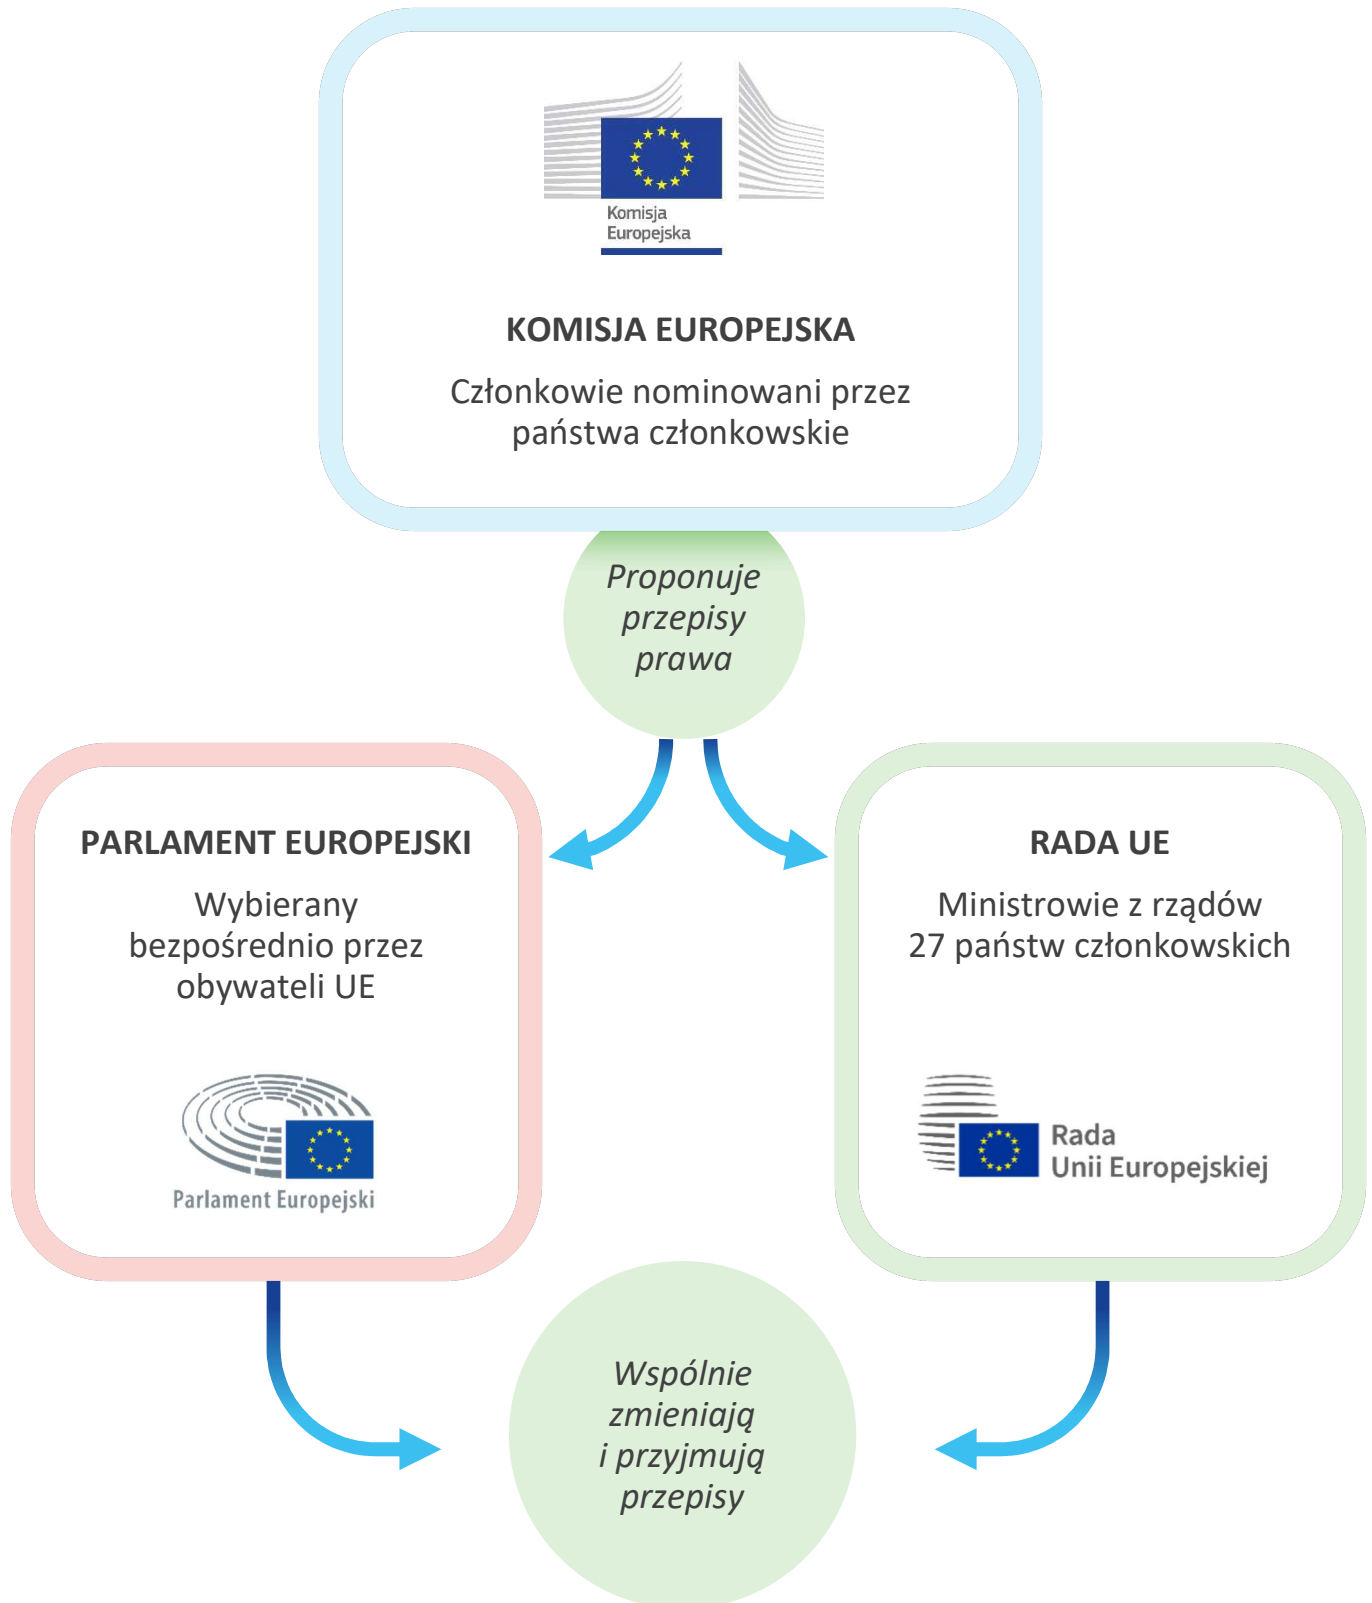 Komisja
Europejska
KOMISJA EUROPEJSKA
Członkowie nominowani przez
państwa członkowskie
Proponuje
przepisy
prawa
PARLAMENT EUROPEJSKI
Wybierany
bezpośrednio przez
obywateli UE
Parlament Europejski
RADA UE
Ministrowie z rządów
27 państw członkowskich
Rada
Unii Europejskiej
Wspólnie
zmieniają
i przyjmują
przepisy